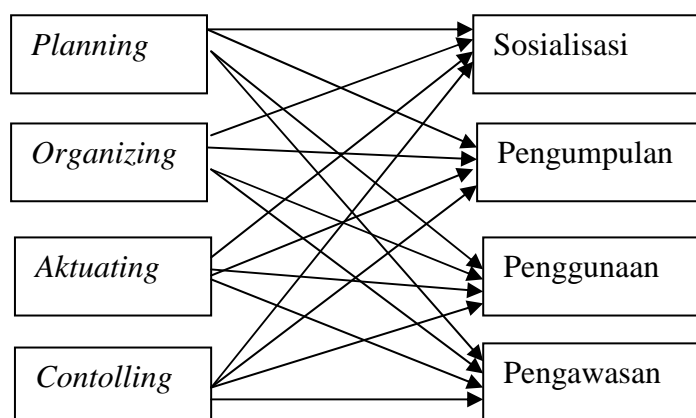 Planning
Sosialisasi
Organizing
Pengumpulan
Aktuating
Penggunaan
Contolling
Pengawasan